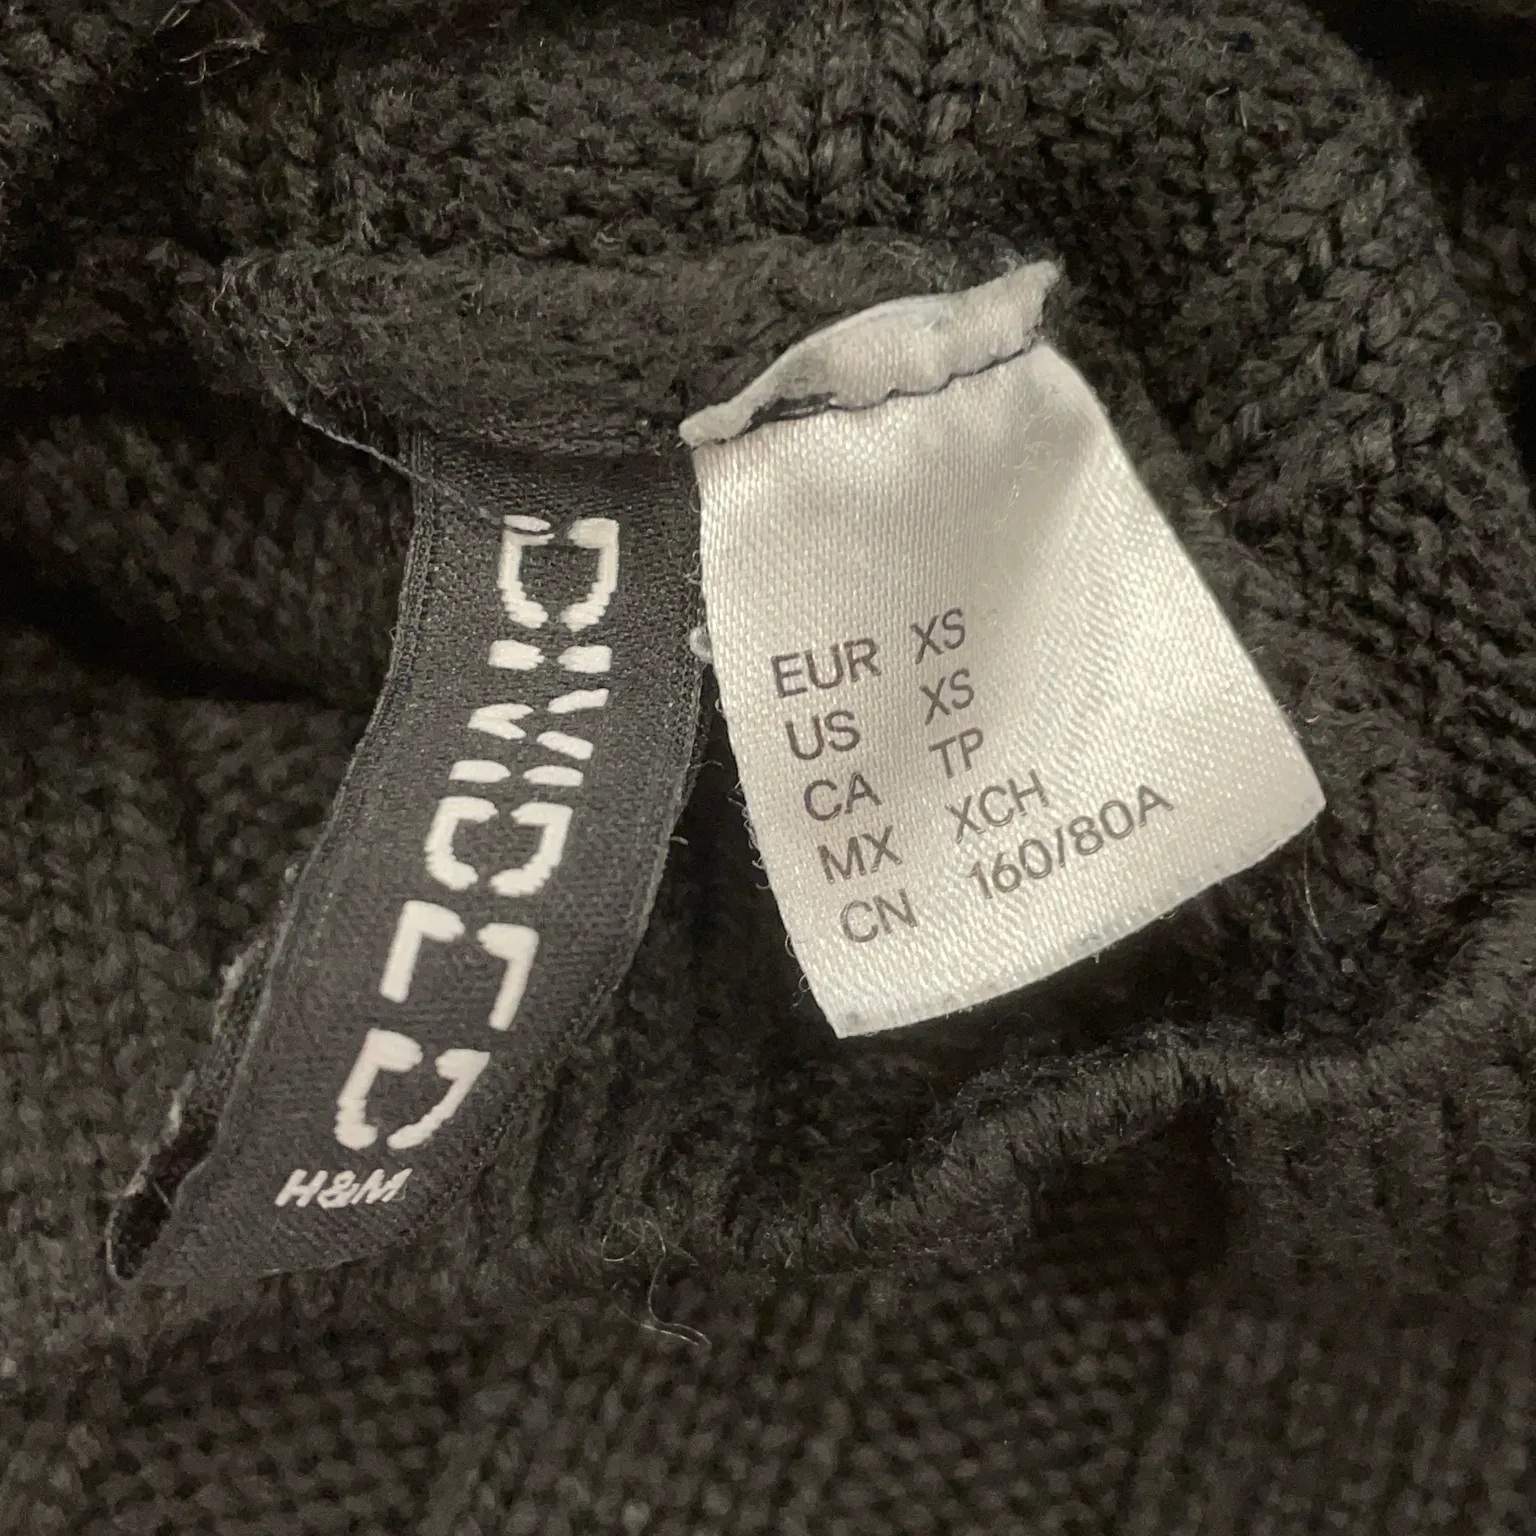 DIVIDED
H&M
EUR XS
US XS
CA TP
MX XCH
CN 160/80A